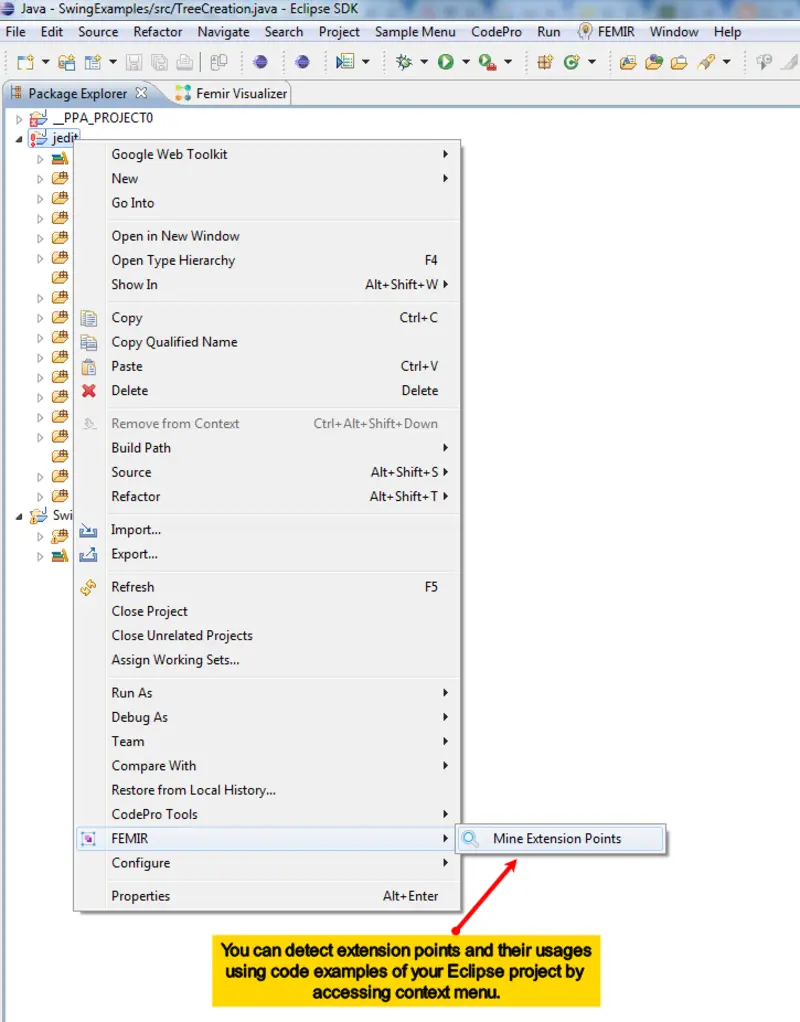 Java - SwingExamples/src/TreeCreation.java - Eclipse SDK
File Edit Source Refactor Navigate Search Project Sample Menu CodePro Run FEMIR Window Help
Package Explorer Femir Visualizer
__PPA_PROJECT0
jedit
Google Web Toolkit
New
Go Into
Open in New Window
Open Type Hierarchy F4
Show In Alt+Shift+W
Copy Ctrl+C
Copy Qualified Name
Paste Ctrl+V
Delete Delete
Remove from Context Ctrl+Alt+Shift+Down
Build Path
Source Alt+Shift+S
Refactor Alt+Shift+T
Swi
Import...
Export...
Refresh F5
Close Project
Close Unrelated Projects
Assign Working Sets...
Run As
Debug As
Team
Compare With
Restore from Local History...
CodePro Tools
FEMIR Mine Extension Points
Configure
Properties Alt+Enter
You can detect extension points and their usages
using code examples of your Eclipse project by
accessing context menu.